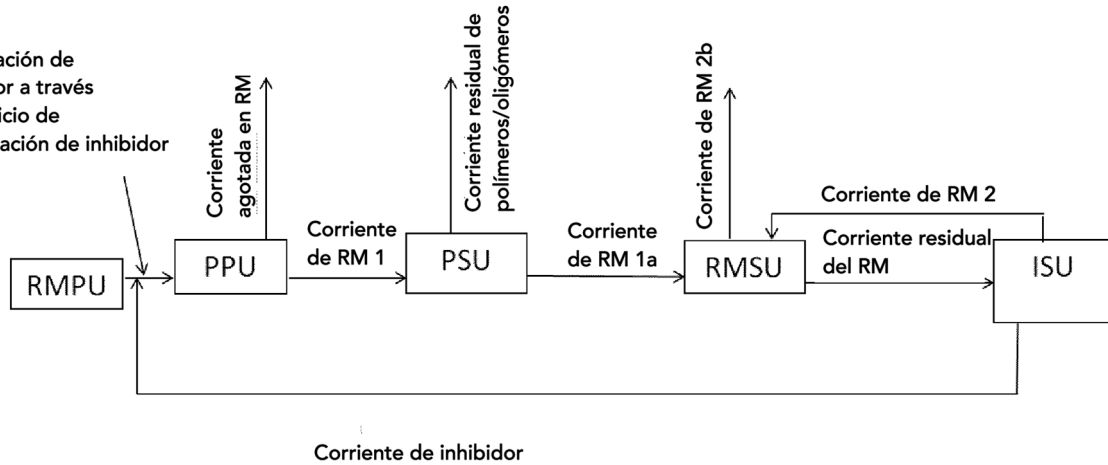 ación de
or a través
icio de
ación de inhibidor
Corriente
agotada en RM
Corriente residual de
polímeros/oligómeros
Corriente de RM 2b
Corriente de RM 2
Corriente
de RM 1
Corriente
de RM 1a
Corriente residual
del RM
RMPU
PPU
PSU
RMSU
ISU
Corriente de inhibidor